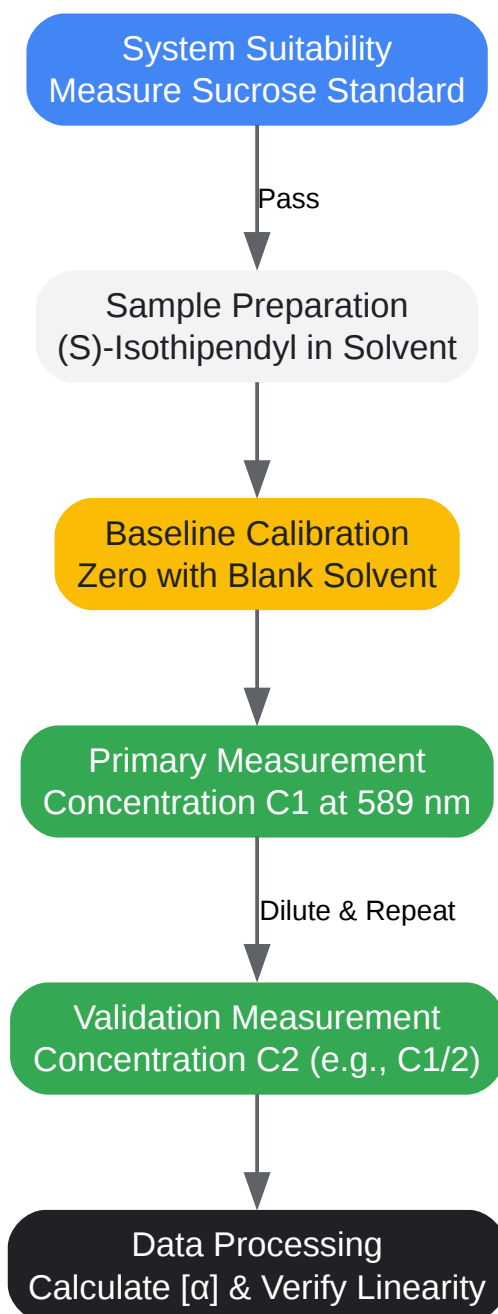 System Suitability
Measure Sucrose Standard
Pass
Sample Preparation
(S)-Isothipendyl in Solvent
Baseline Calibration
Zero with Blank Solvent
Primary Measurement
Concentration C1 at 589 nm
Dilute & Repeat
Validation Measurement
Concentration C2 (e.g., C1/2)
Data Processing
Calculate [α] & Verify Linearity